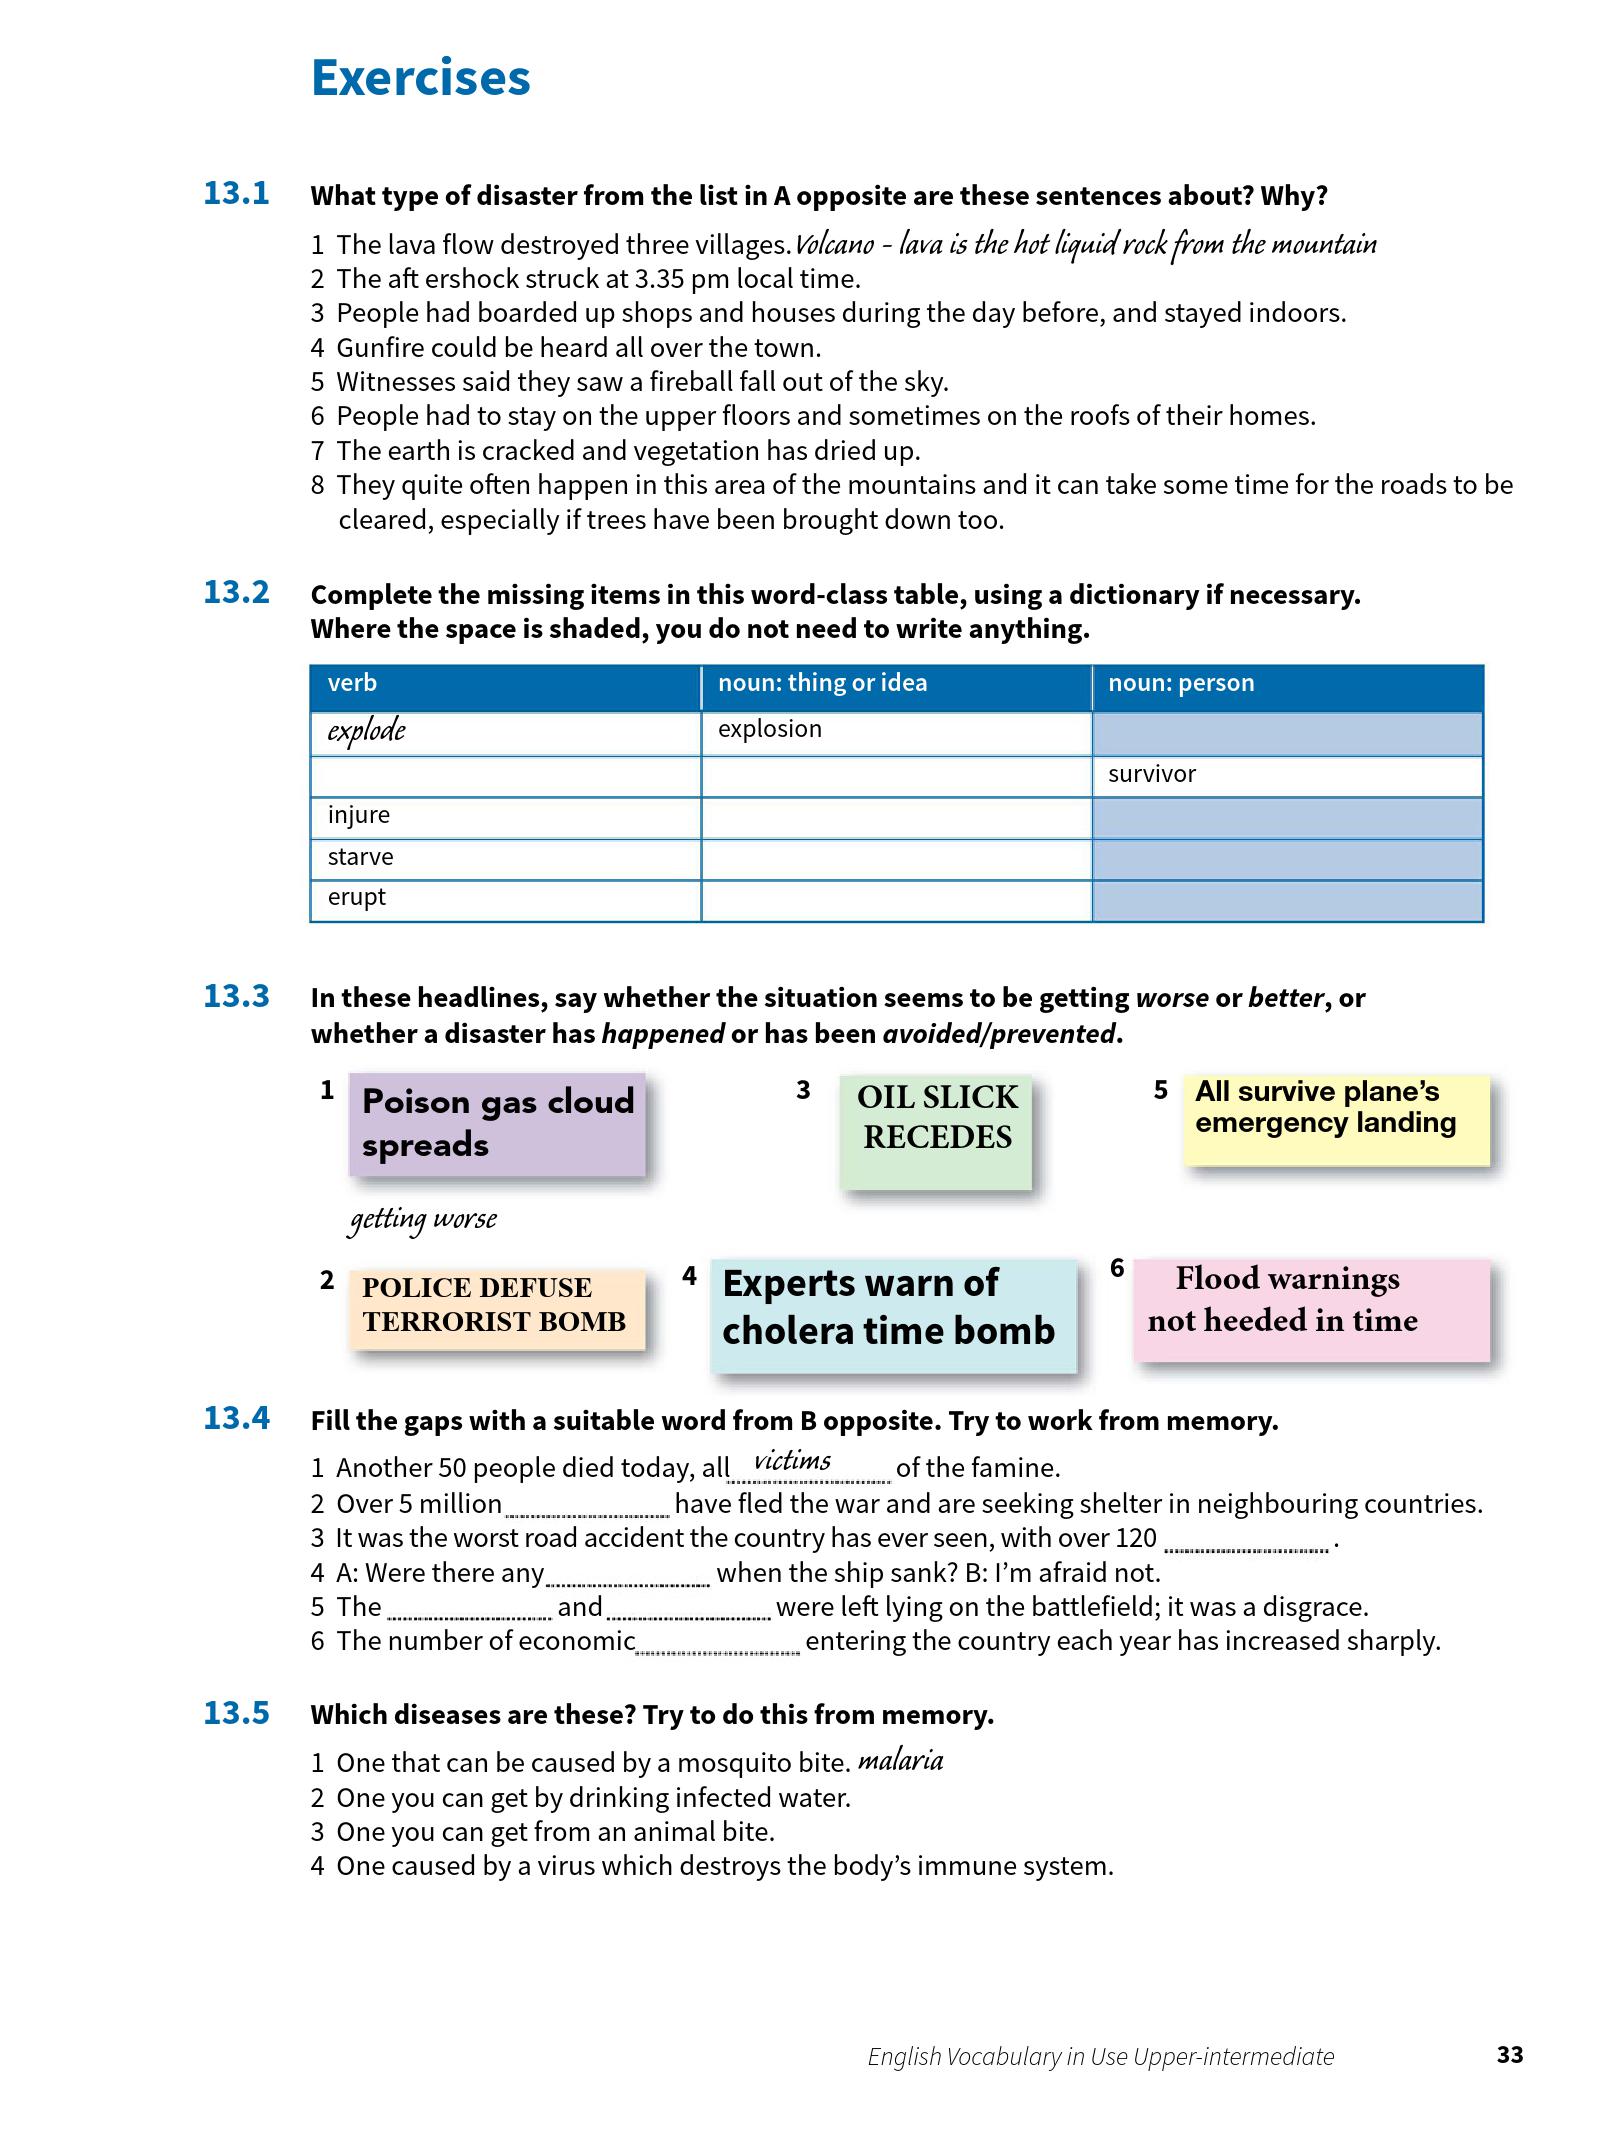 Exercises
13.1 What type of disaster from the list in A opposite are these sentences about? Why?
1 The lava flow destroyed three villages. Volcano – lava is the hot liquid rock from the mountain
2 The aft ershock struck at 3.35 pm local time.
3 People had boarded up shops and houses during the day before, and stayed indoors.
4 Gunfire could be heard all over the town.
5 Witnesses said they saw a fireball fall out of the sky.
6 People had to stay on the upper floors and sometimes on the roofs of their homes.
7 The earth is cracked and vegetation has dried up.
8 They quite often happen in this area of the mountains and it can take some time for the roads to be
cleared, especially if trees have been brought down too.
13.2 Complete the missing items in this word-class table, using a dictionary if necessary.
Where the space is shaded, you do not need to write anything.
verb noun: thing or idea noun: person
explode explosion
survivor
injure
starve
erupt
13.3 In these headlines, say whether the situation seems to be getting worse or better, or
whether a disaster has happened or has been avoided/prevented.
1 Poison gas cloud
spreads
getting worse
3 OIL SLICK
RECEDES
5 All survive plane's
emergency landing
2 POLICE DEFUSE
TERRORIST BOMB
4 Experts warn of
cholera time bomb
6 Flood warnings
not heeded in time
13.4 Fill the gaps with a suitable word from B opposite. Try to work from memory.
1 Another 50 people died today, all victims of the famine.
2 Over 5 million .................... have fled the war and are seeking shelter in neighbouring countries.
3 It was the worst road accident the country has ever seen, with over 120 .................... .
4 A: Were there any .................... when the ship sank? B: I'm afraid not.
5 The .................... and .................... were left lying on the battlefield; it was a disgrace.
6 The number of economic .................... entering the country each year has increased sharply.
13.5 Which diseases are these? Try to do this from memory.
1 One that can be caused by a mosquito bite. malaria
2 One you can get by drinking infected water.
3 One you can get from an animal bite.
4 One caused by a virus which destroys the body's immune system.
English Vocabulary in Use Upper-intermediate 33